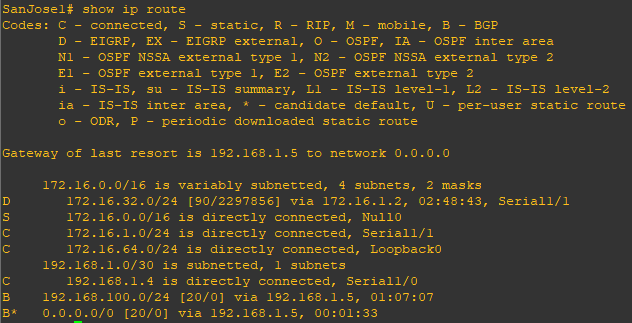 SanJose1# show ip route
Codes: C - connected, S - static, R - RIP, M - mobile, B - BGP
       D - EIGRP, EX - EIGRP external, O - OSPF, IA - OSPF inter area
       N1 - OSPF NSSA external type 1, N2 - OSPF NSSA external type 2
       E1 - OSPF external type 1, E2 - OSPF external type 2
       i - IS-IS, su - IS-IS summary, L1 - IS-IS level-1, L2 - IS-IS level-2
       ia - IS-IS inter area, * - candidate default, U - per-user static route
       o - ODR, P - periodic downloaded static route
Gateway of last resort is 192.168.1.5 to network 0.0.0.0
     172.16.0.0/16 is variably subnetted, 4 subnets, 2 masks
D       172.16.32.0/24 [90/2297856] via 172.16.1.2, 02:48:43, Serial1/1
S       172.16.0.0/16 is directly connected, Null0
C       172.16.1.0/24 is directly connected, Serial1/1
C       172.16.64.0/24 is directly connected, Loopback0
     192.168.1.0/30 is subnetted, 1 subnets
C       192.168.1.4 is directly connected, Serial1/0
B    192.168.100.0/24 [20/0] via 192.168.1.5, 01:07:07
B*   0.0.0.0/0 [20/0] via 192.168.1.5, 00:01:33